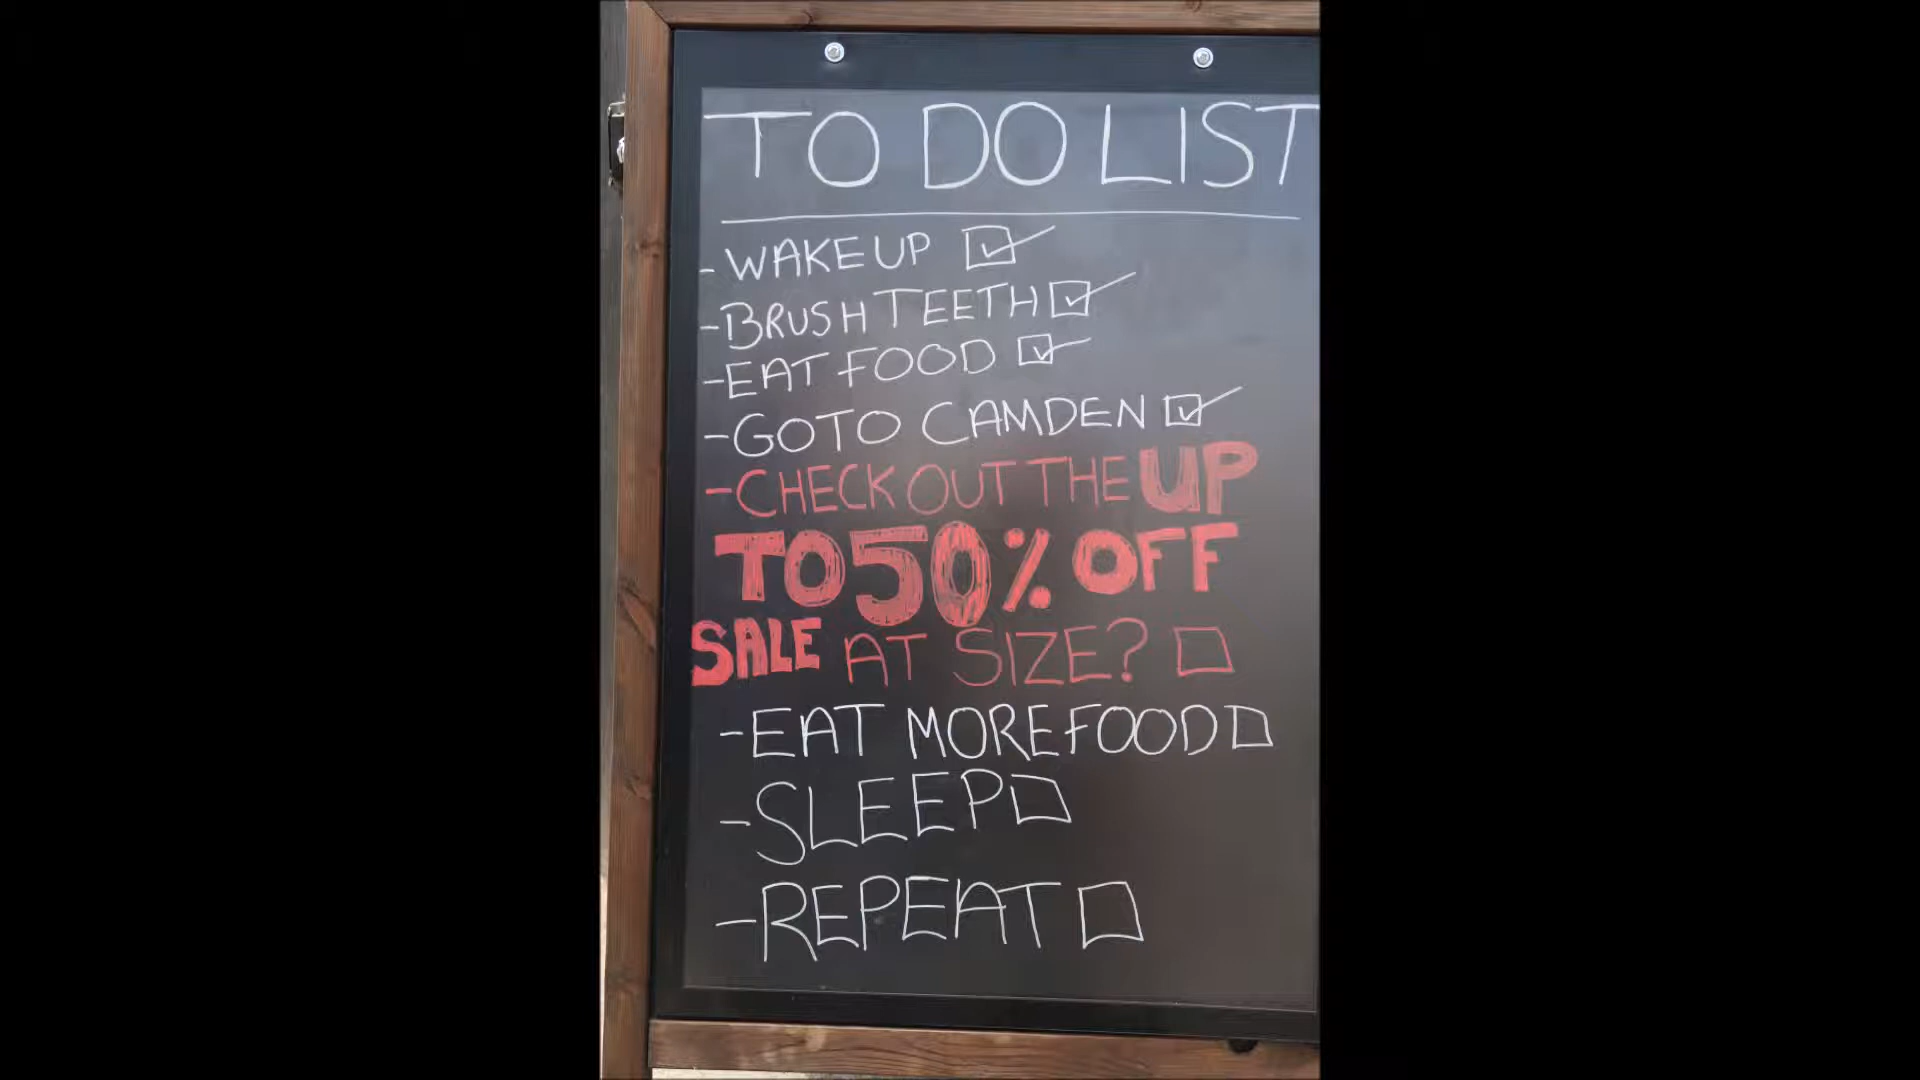 TO DO LIST
-WAKE UP
-BRUSH TEETH
-EAT FOOD
-GO TO CAMDEN
-CHECK OUT THE UP
TO 50% OFF
SALE AT SIZE?
-EAT MORE FOOD
-SLEEP
-REPEAT